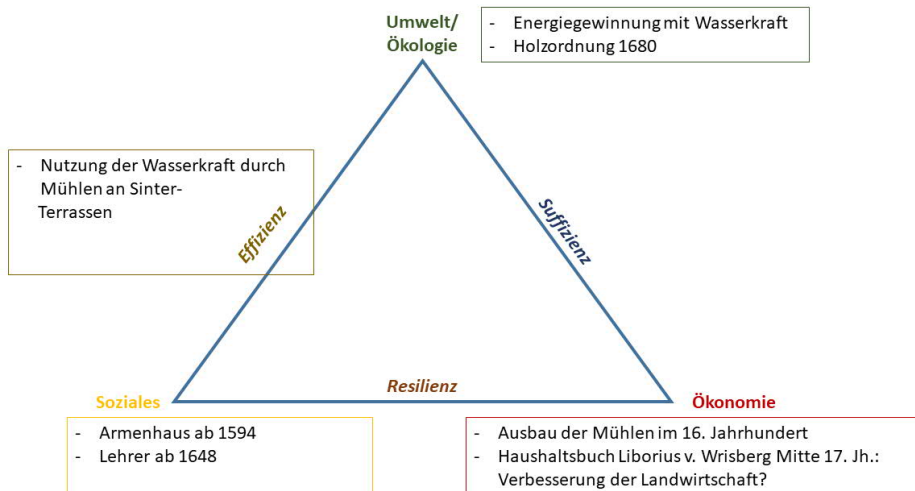 Umwelt/
Ökologie
- Energiegewinnung mit Wasserkraft
- Holzordnung 1680
- Nutzung der Wasserkraft durch
Mühlen an Sinter-
Terrassen
Effizienz
Suffizienz
Resilienz
Soziales
- Armenhaus ab 1594
- Lehrer ab 1648
Ökonomie
- Ausbau der Mühlen im 16. Jahrhundert
- Haushaltsbuch Liborius v. Wrisberg Mitte 17. Jh.:
Verbesserung der Landwirtschaft?